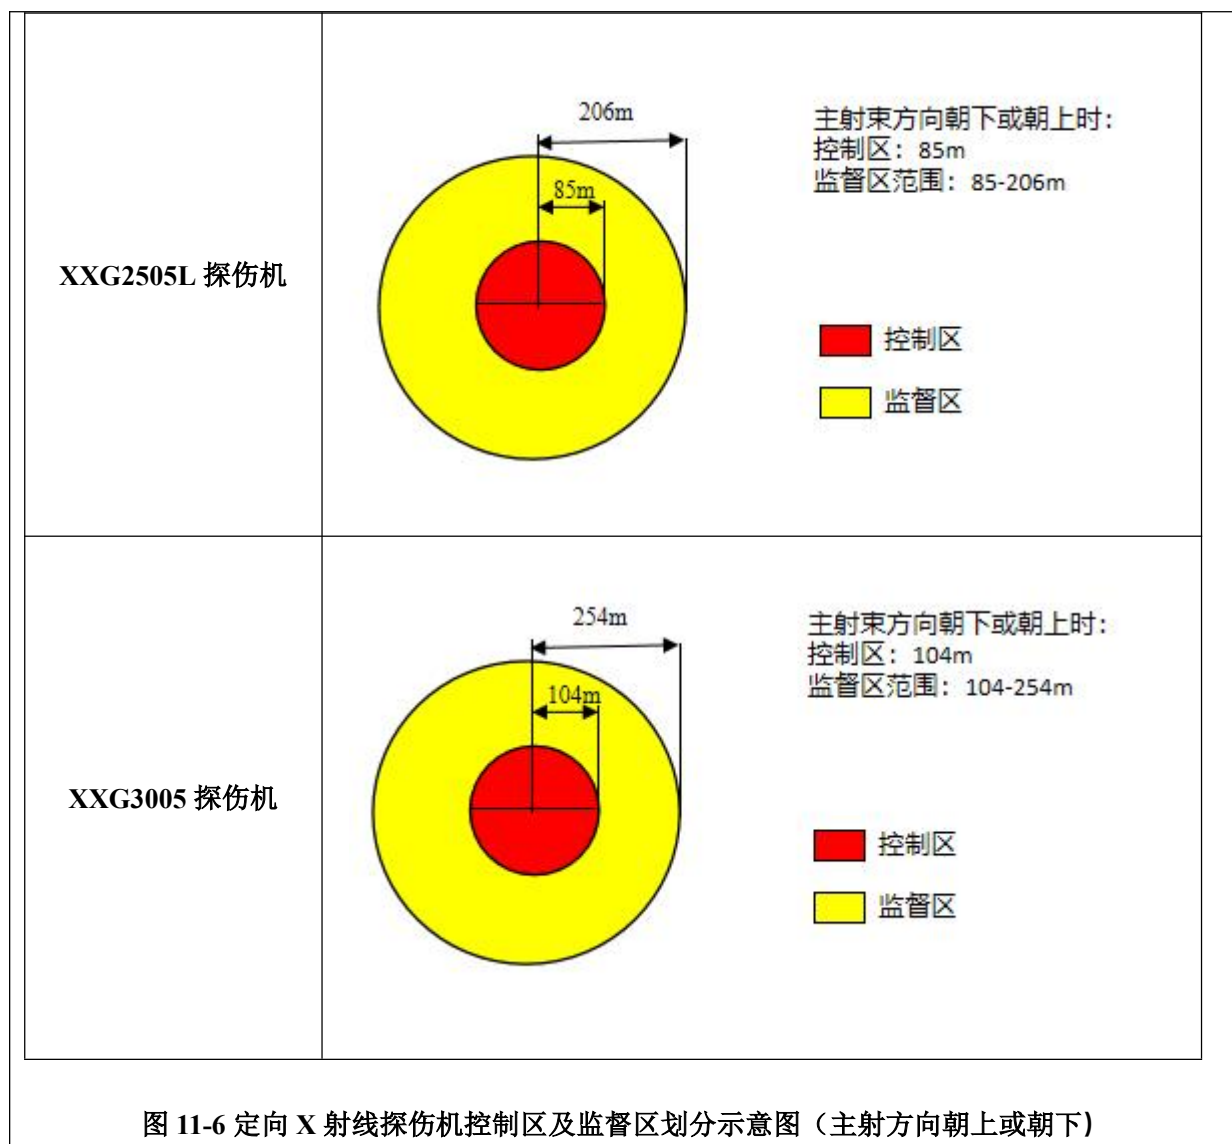 206m
主射束方向朝下或朝上时：
控制区：85m
监督区范围：85-206m
85m
XXG2505L 探伤机
控制区
监督区
254m
主射束方向朝下或朝上时：
控制区：104m
监督区范围：104-254m
104m
XXG3005 探伤机
控制区
监督区
图 11-6 定向 X 射线探伤机控制区及监督区划分示意图（主射方向朝上或朝下）